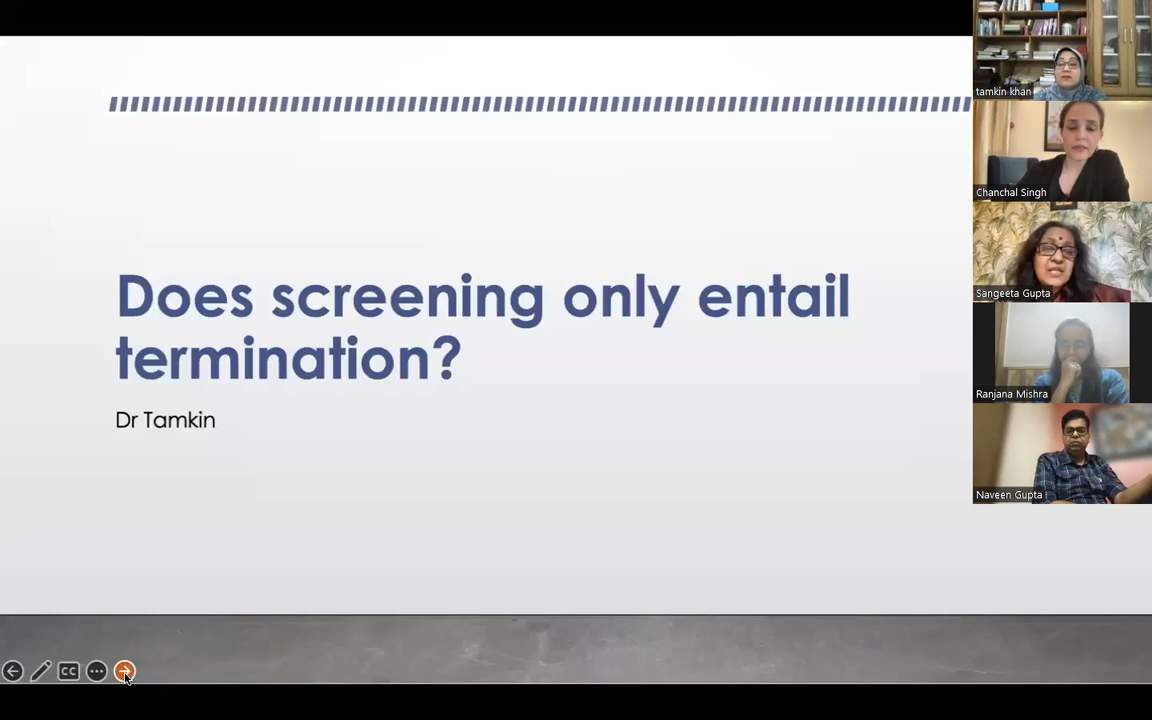 Does screening only entail
termination?
Dr Tamkin
tamkin khan
Chanchal Singh
Sangeeta Gupta
Ranjana Mishra
Naveen Gupta
CC